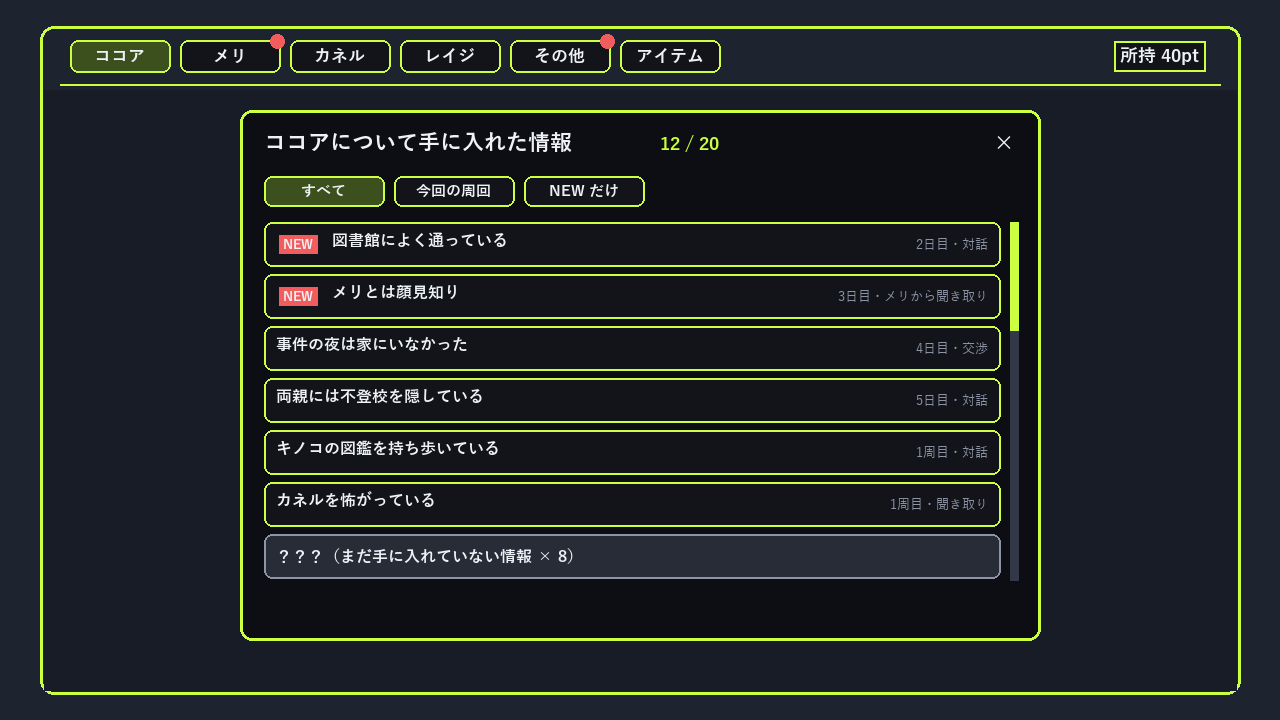 ココア
メリ
カネル
レイジ
その他
アイテム
所持 40pt
ココアについて手に入れた情報
12 / 20
×
すべて
今回の周回
NEW だけ
NEW 図書館によく通っている 2日目・対話
NEW メリとは顔見知り 3日目・メリから聞き取り
事件の夜は家にいなかった 4日目・交渉
両親には不登校を隠している 5日目・対話
キノコの図鑑を持ち歩いている 1周目・対話
カネルを怖がっている 1周目・聞き取り
？？？（まだ手に入れていない情報 × 8）